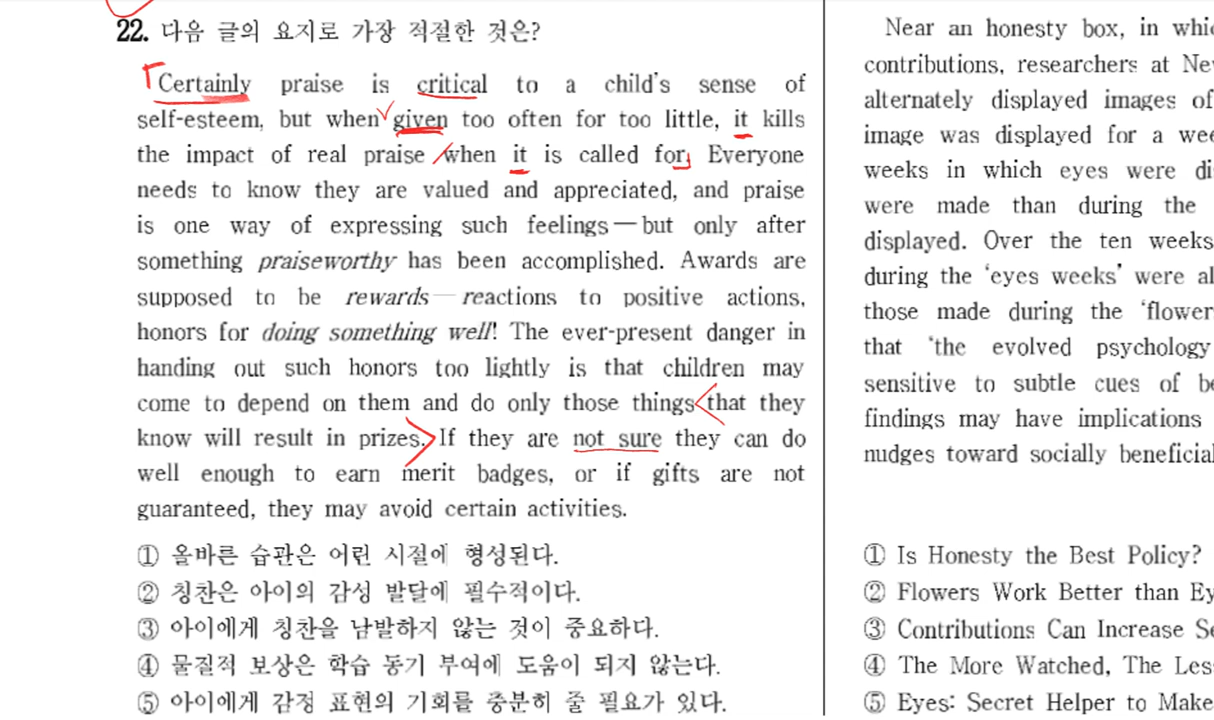 22. 다음 글의 요지로 가장 적절한 것은?
Certainly praise is critical to a child's sense of
self-esteem, but when given too often for too little, it kills
the impact of real praise when it is called for. Everyone
needs to know they are valued and appreciated, and praise
is one way of expressing such feelings—but only after
something praiseworthy has been accomplished. Awards are
supposed to be rewards—reactions to positive actions,
honors for doing something well! The ever-present danger in
handing out such honors too lightly is that children may
come to depend on them and do only those things that they
know will result in prizes. If they are not sure they can do
well enough to earn merit badges, or if gifts are not
guaranteed, they may avoid certain activities.
① 올바른 습관은 어린 시절에 형성된다.
② 칭찬은 아이의 감성 발달에 필수적이다.
③ 아이에게 칭찬을 남발하지 않는 것이 중요하다.
④ 물질적 보상은 학습 동기 부여에 도움이 되지 않는다.
⑤ 아이에게 감정 표현의 기회를 충분히 줄 필요가 있다.
Near an honesty box, in
contributions, researchers at
alternately displayed images of
image was displayed for a
weeks in which eyes were
were made than during the
displayed. Over the ten weeks
during the 'eyes weeks' were
those made during the
that 'the evolved psychology
sensitive to subtle cues of
findings may have implications
nudges toward socially
① Is Honesty the Best Policy?
② Flowers Work Better than
③ Contributions Can Increase
④ The More Watched, The
⑤ Eyes: Secret Helper to Make